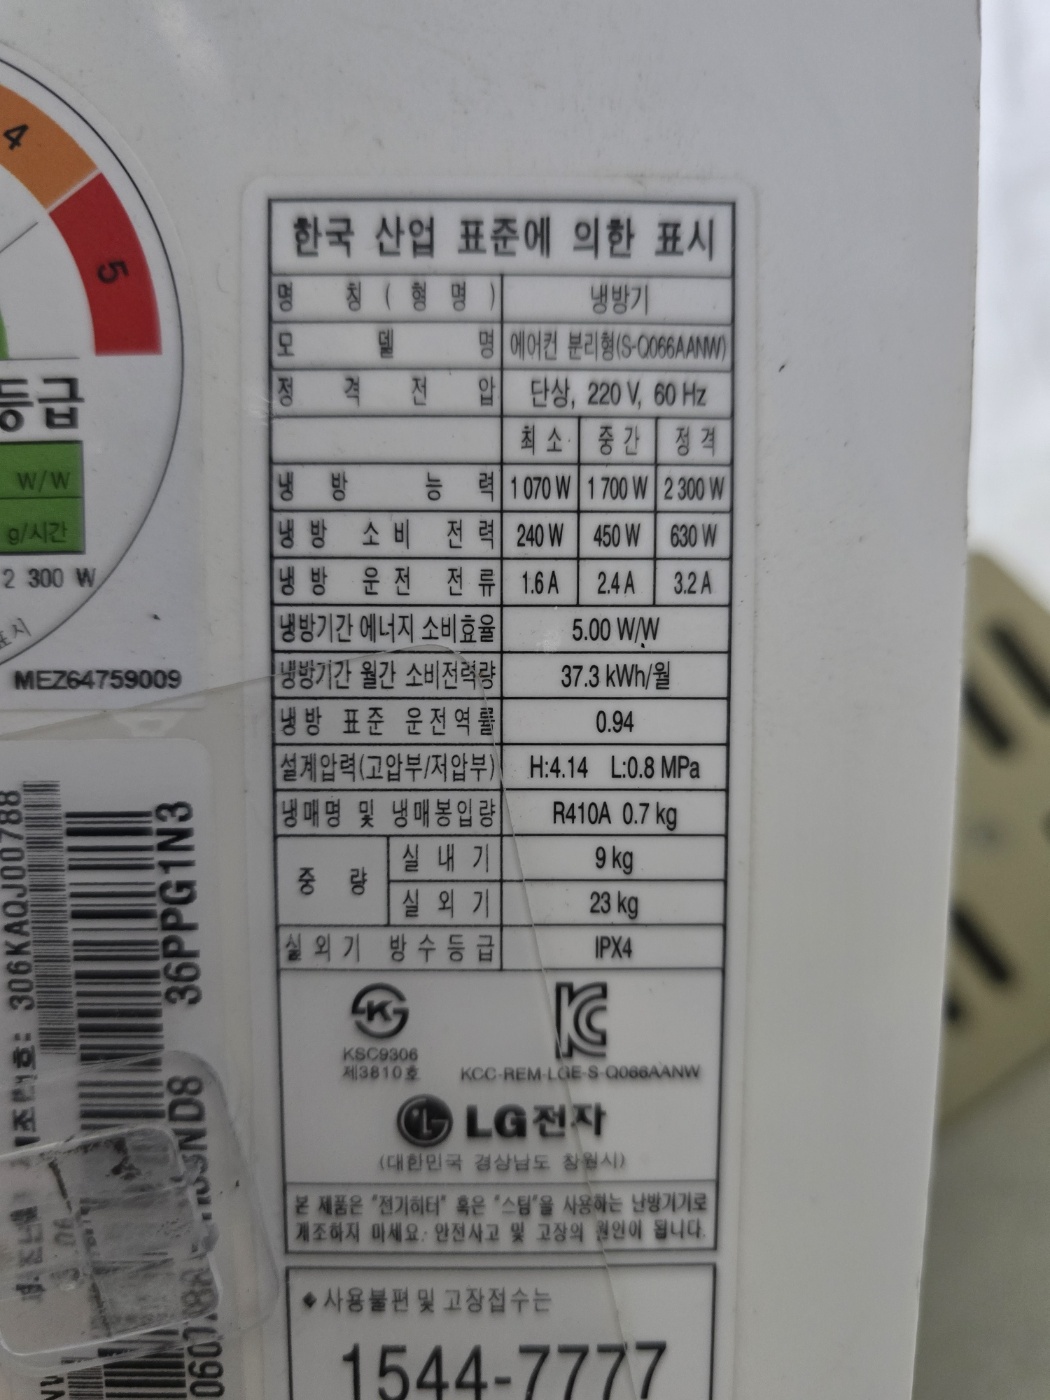 4
5
등급
W/W
g/시간
2 300 W
표시
MEZ64759009
한국 산업 표준에 의한 표시
명 칭 ( 형 명 ) 냉방기
모 델 명 에어컨 분리형(S-Q066AANW)
정 격 전 압 단상, 220 V, 60 Hz
최 소 중 간 정 격
냉 방 능 력 1 070 W 1 700 W 2 300 W
냉 방 소 비 전 력 240 W 450 W 630 W
냉 방 운 전 전 류 1.6 A 2.4 A 3.2 A
냉방기간 에너지 소비효율 5.00 W/W
냉방기간 월간 소비전력량 37.3 kWh/월
냉 방 표준 운전역률 0.94
설계압력(고압부/저압부) H:4.14 L:0.8 MPa
냉매명 및 냉매봉입량 R410A 0.7 kg
중 량 실 내 기 9 kg
실 외 기 23 kg
실 외 기 방 수 등 급 IPX4
KSC9306
제3810호
KCC-REM-LGE-S-Q066AANW
LG전자
(대한민국 경상남도 창원시)
본 제품은 "전기히터" 혹은 "스팀"을 사용하는 난방기기로
개조하지 마세요. 안전사고 및 고장의 원인이 됩니다.
◆ 사용불편 및 고장접수는
1544-7777
306KAQJ00788
36PPG1N3